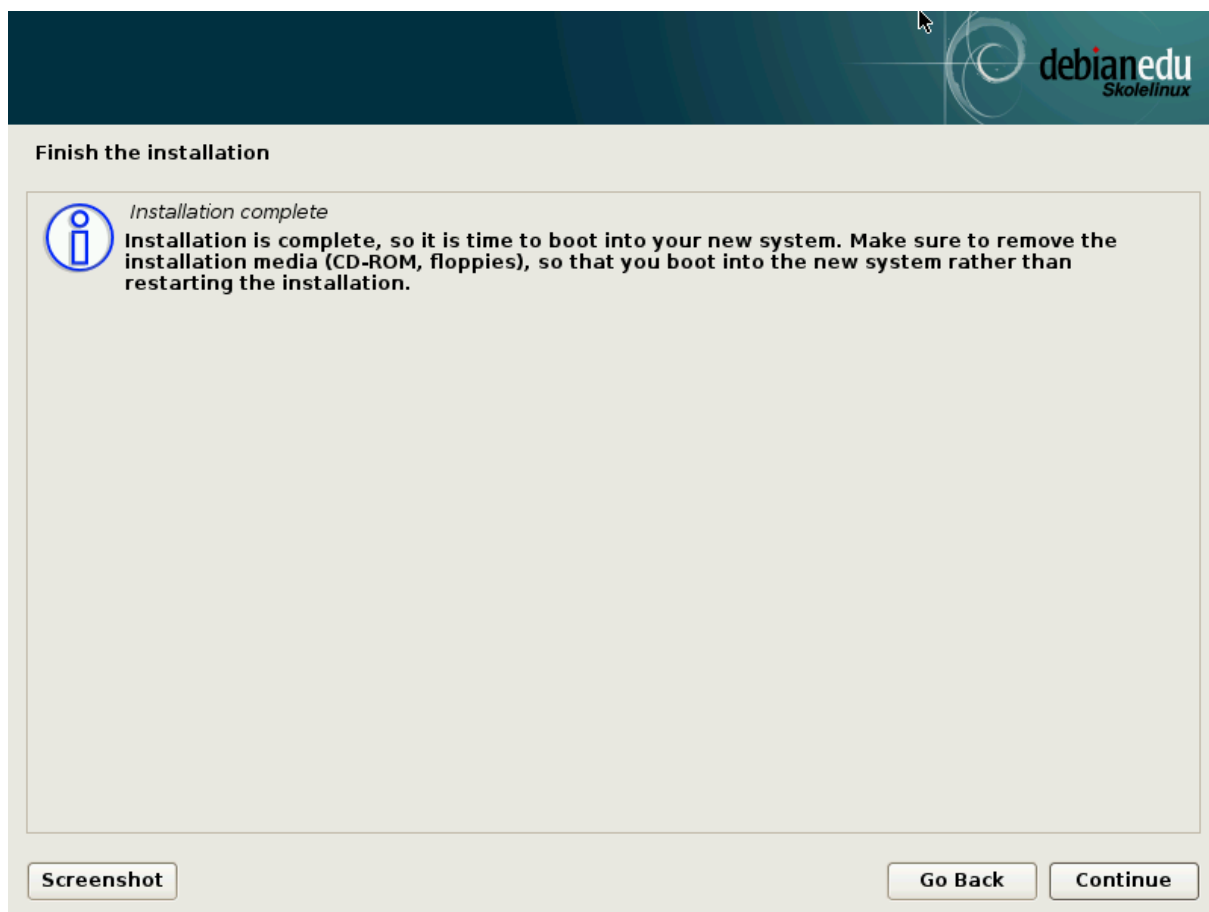 debianedu
Skolelinux
Finish the installation
Installation complete
Installation is complete, so it is time to boot into your new system. Make sure to remove the
installation media (CD-ROM, floppies), so that you boot into the new system rather than
restarting the installation.
Screenshot
Go Back
Continue